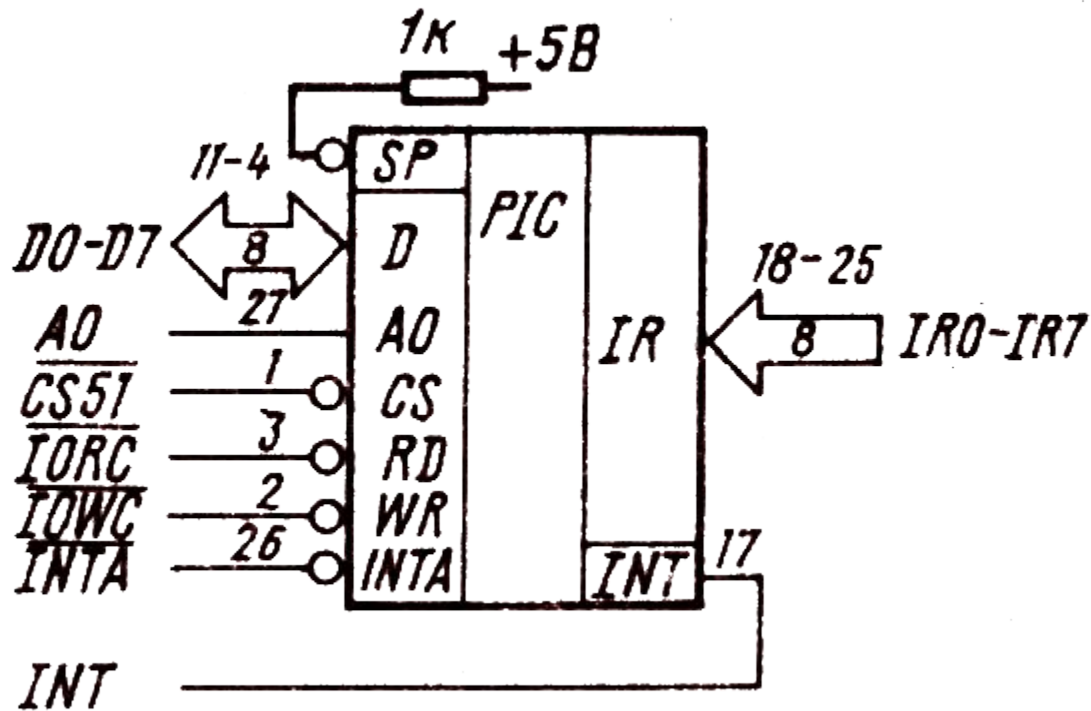 1к +5В
SP
11-4
PIC
D0-D7 8 D
18-25
27
A0 A0 IR 8 IR0-IR7
1
CS51 CS
3
IORC RD
2
IOWC WR
26
INTA INTA INT 17
INT